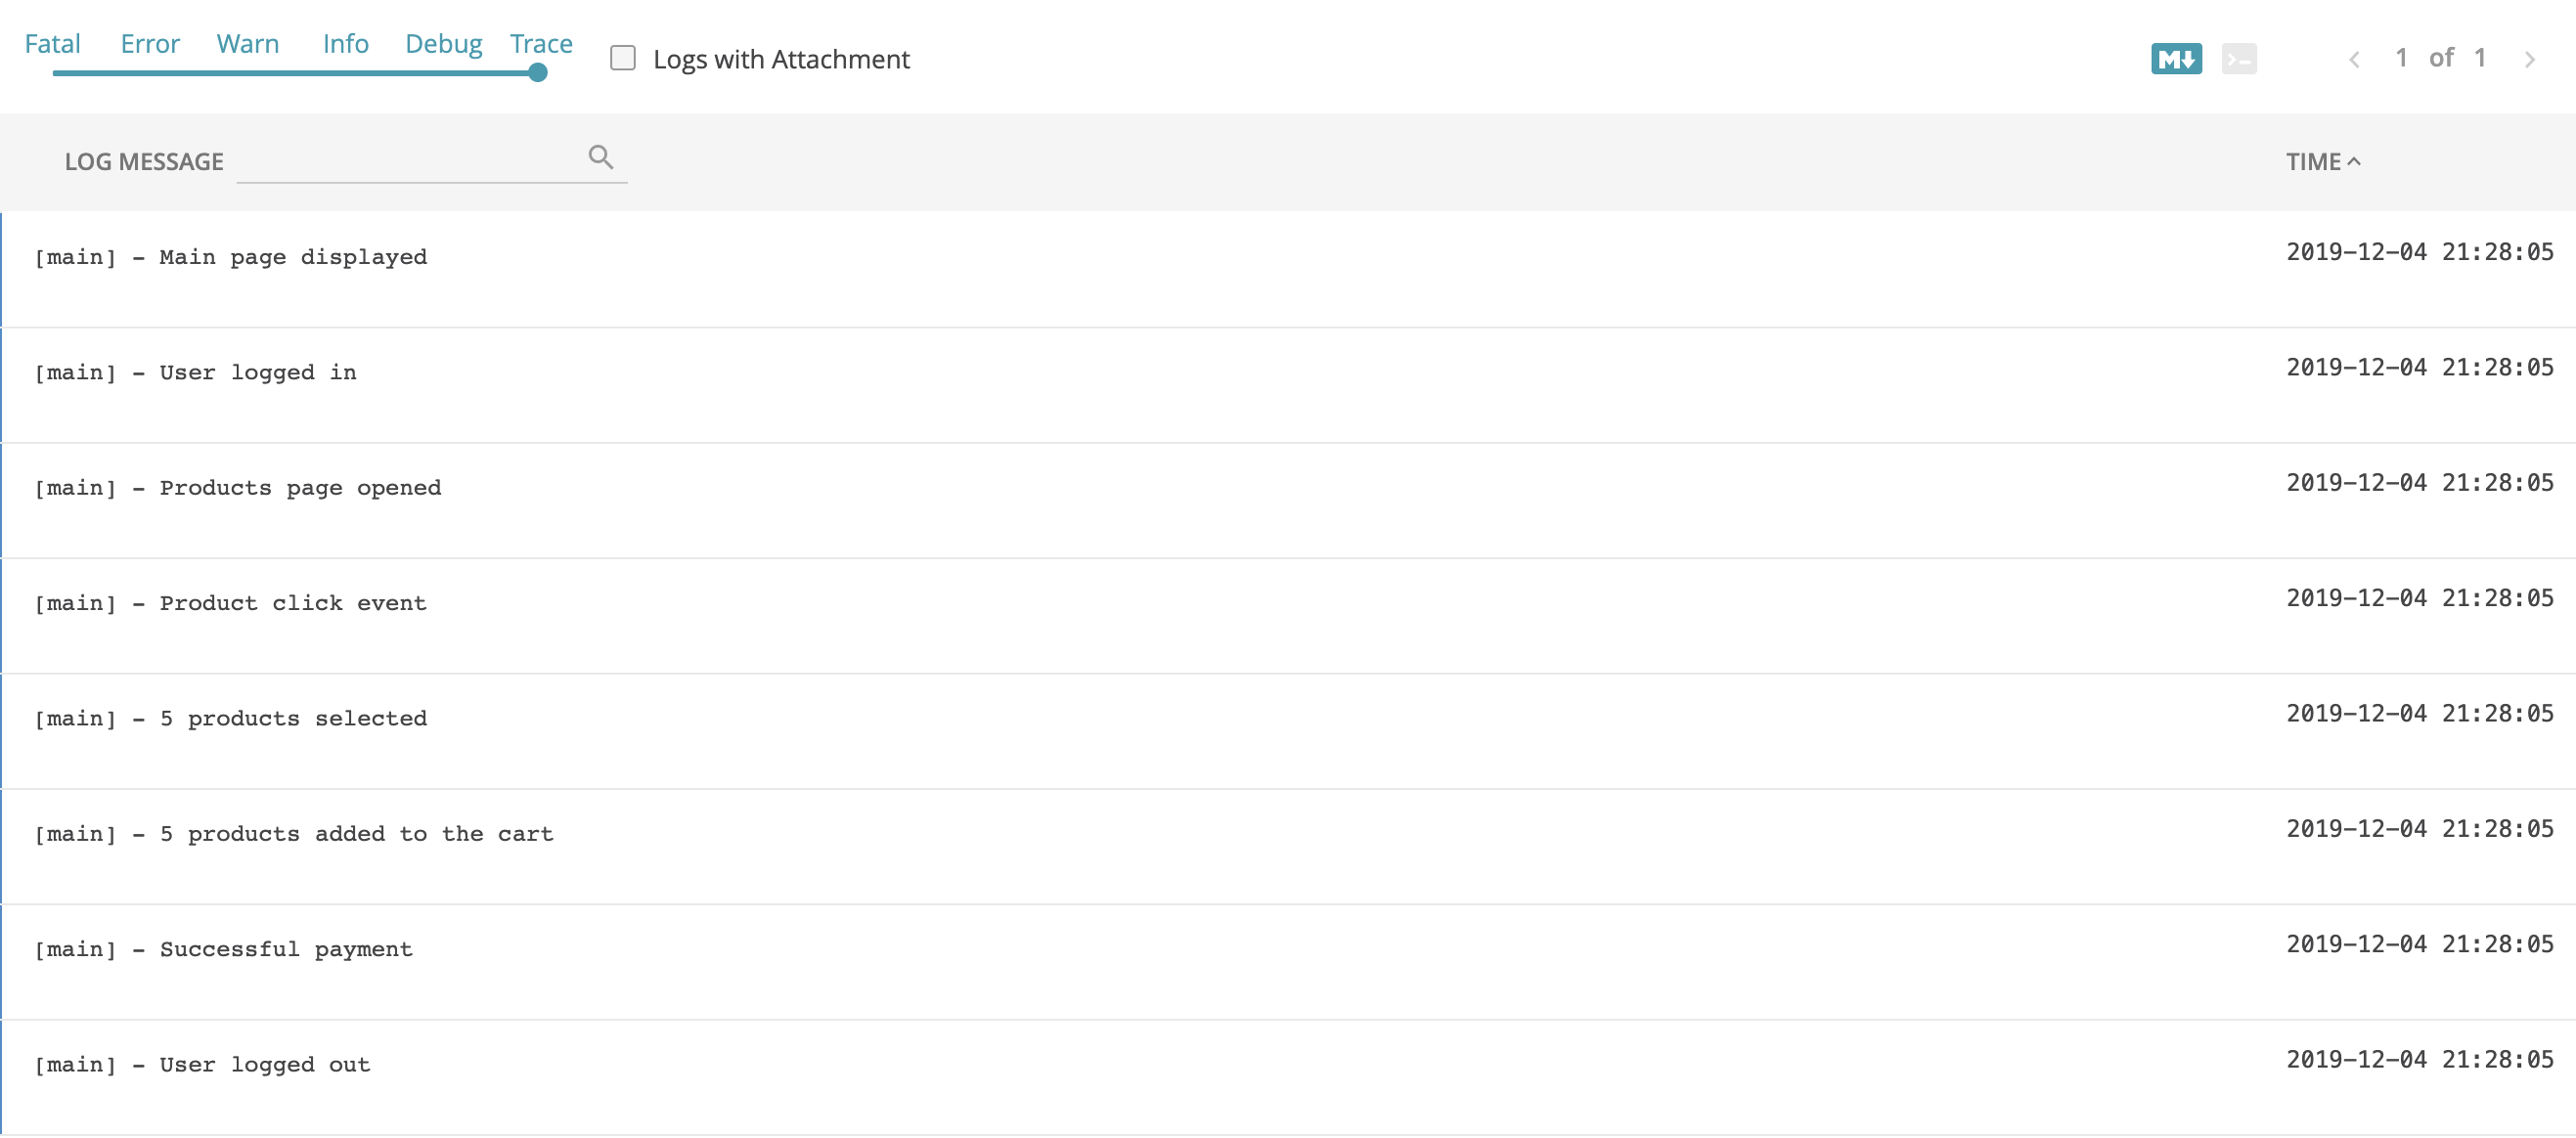 Fatal Error Warn Info Debug Trace Logs with Attachment M >_ 1 of 1
LOG MESSAGE TIME
[main] - Main page displayed 2019-12-04 21:28:05
[main] - User logged in 2019-12-04 21:28:05
[main] - Products page opened 2019-12-04 21:28:05
[main] - Product click event 2019-12-04 21:28:05
[main] - 5 products selected 2019-12-04 21:28:05
[main] - 5 products added to the cart 2019-12-04 21:28:05
[main] - Successful payment 2019-12-04 21:28:05
[main] - User logged out 2019-12-04 21:28:05